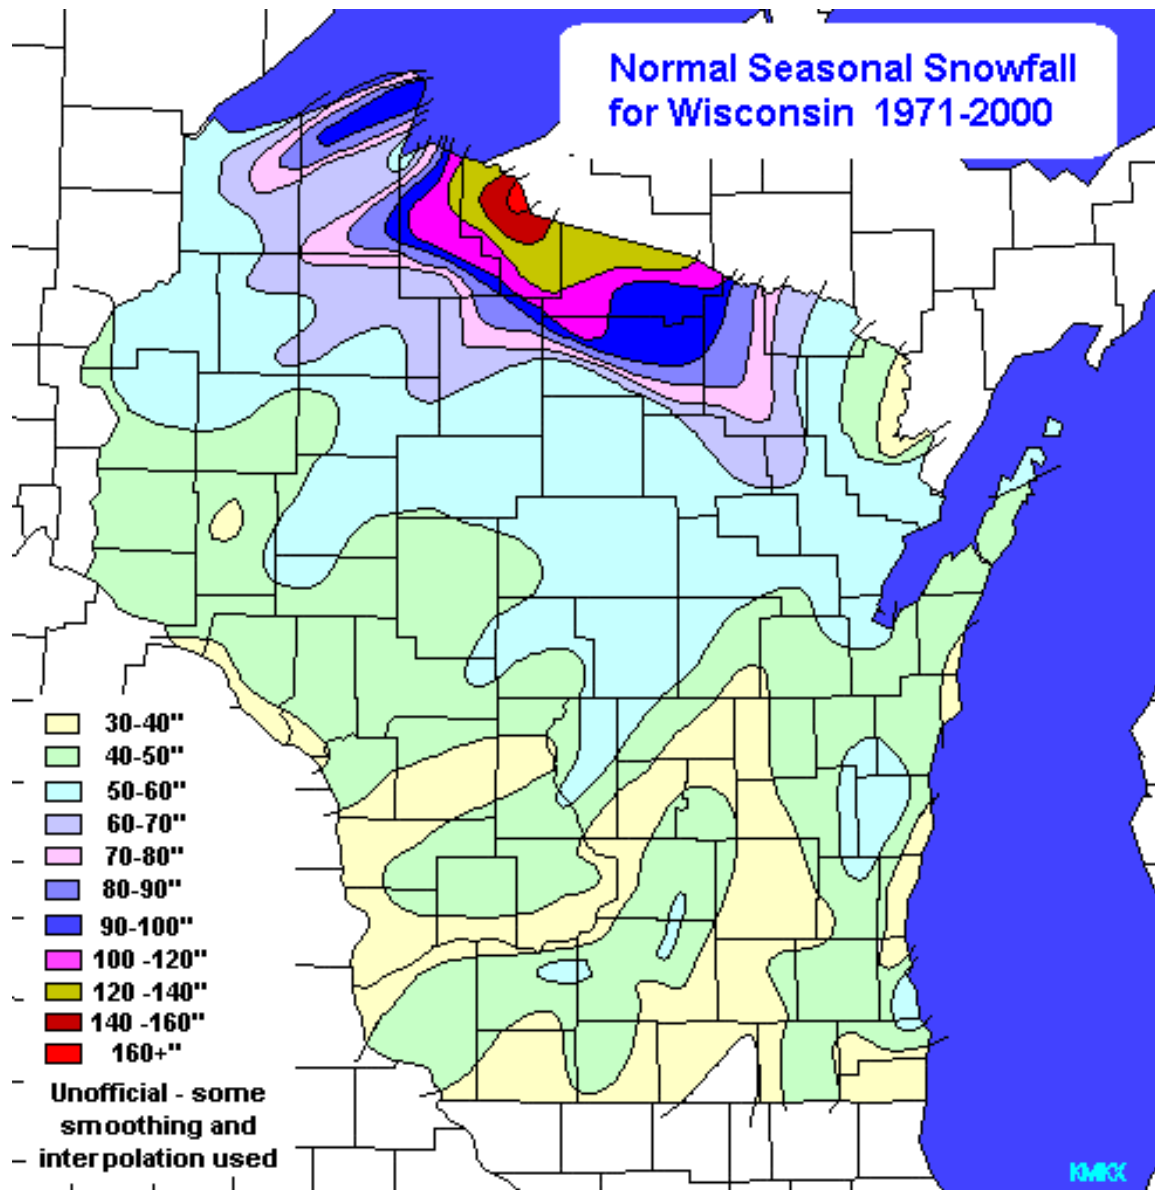 Normal Seasonal Snowfall
for Wisconsin 1971-2000
30-40"
40-50"
50-60"
60-70"
70-80"
80-90"
90-100"
100 -120"
120 -140"
140 -160"
160+"
Unofficial - some
smoothing and
interpolation used
KMKX